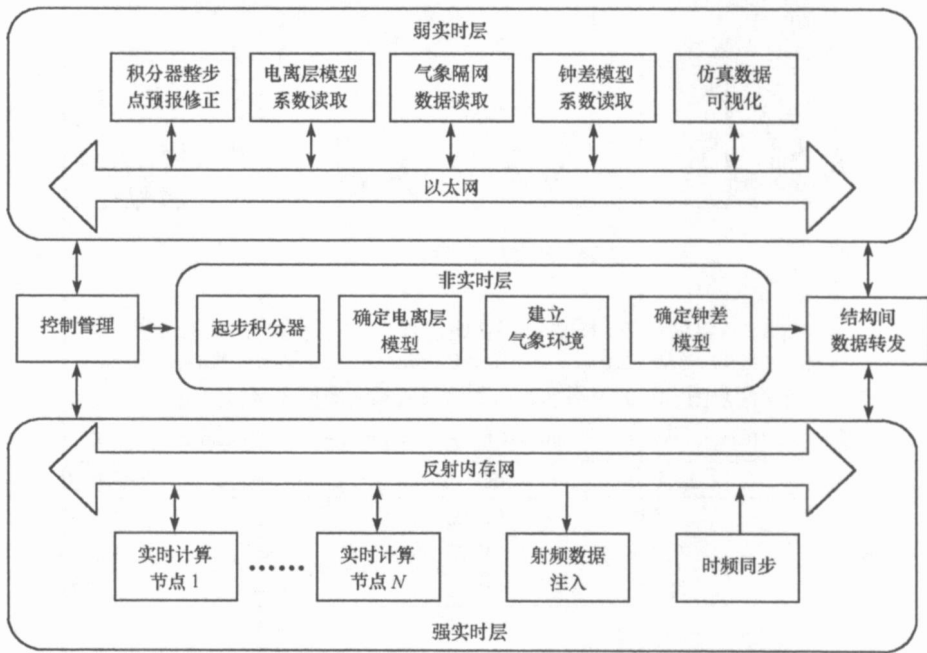 弱实时层
积分器整步
点预报修正
电离层模型
系数读取
气象隔网
数据读取
钟差模型
系数读取
仿真数据
可视化
以太网
非实时层
控制管理
起步积分器
确定电离层
模型
建立
气象环境
确定钟差
模型
结构间
数据转发
反射内存网
实时计算
节点1
······
实时计算
节点N
射频数据
注入
时频同步
强实时层